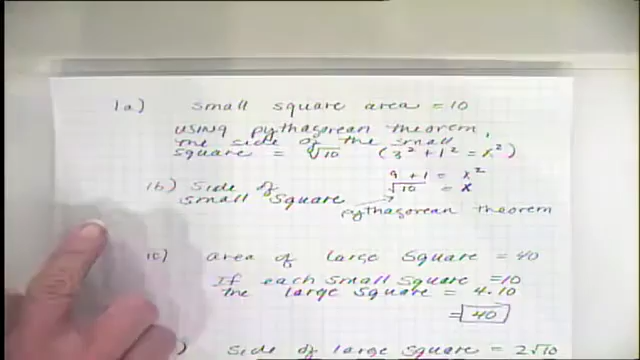 1a) small square area = 10
using pythagorean theorem,
the side of the small
square = √10 (3² + 1² = x²)
9 + 1 = x²
1b) side of √10 = x
small square
pythagorean theorem
1c) area of large square = 40
If each small square = 10
the large square = 4·10
= 40
) side of large square = 2√10